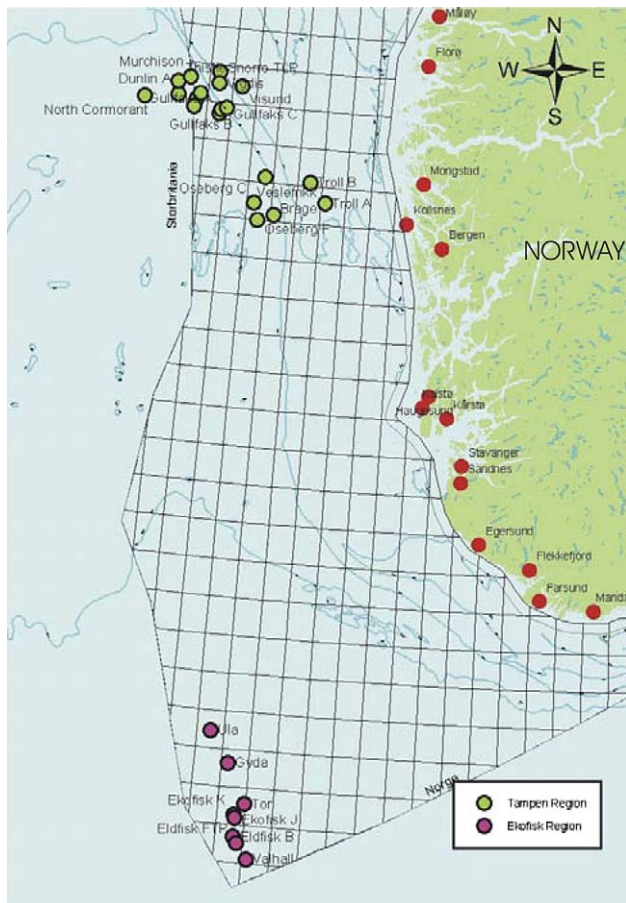 Måløy
Florø
N
W E
S
Murchison
Snorre TLP
Dunlin A
Visund
North Cormorant
Gullfaks C
Gullfaks B
Storbritania
Mongstad
Oseberg C
Troll B
Veslefrikk
Troll A
Brage
Oseberg F
Kollsnes
Bergen
NORWAY
Haugesund
Kårstø
Stavanger
Sandnes
Egersund
Flekkefjord
Farsund
Manda
Ula
Gyda
Norge
Ekofisk K
Tor
Ekofisk J
Eldfisk FTP
Eldfisk B
Valhall
Tampen Region
Ekofisk Region